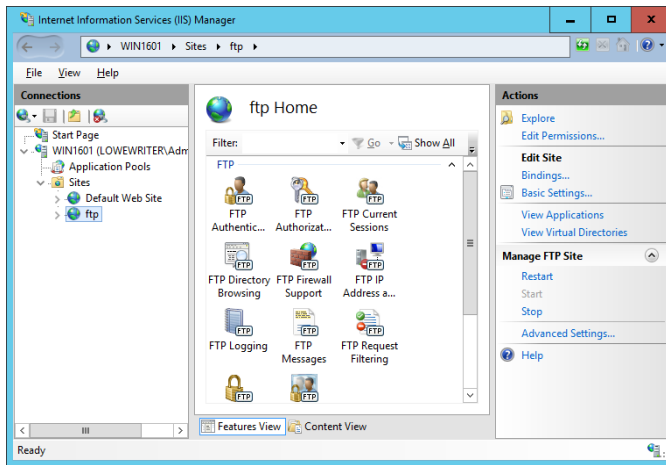 Internet Information Services (IIS) Manager
WIN1601 Sites ftp
File View Help
Connections
Start Page
WIN1601 (LOWEWRITER\Adm
Application Pools
Sites
Default Web Site
ftp
ftp Home
Filter: Go Show All
FTP
FTP Authentic...
FTP Authorizat...
FTP Current Sessions
FTP Directory Browsing
FTP Firewall Support
FTP IP Address a...
FTP Logging
FTP Messages
FTP Request Filtering
FTP
FTP
Features View Content View
Actions
Explore
Edit Permissions...
Edit Site
Bindings...
Basic Settings...
View Applications
View Virtual Directories
Manage FTP Site
Restart
Start
Stop
Advanced Settings...
Help
Ready